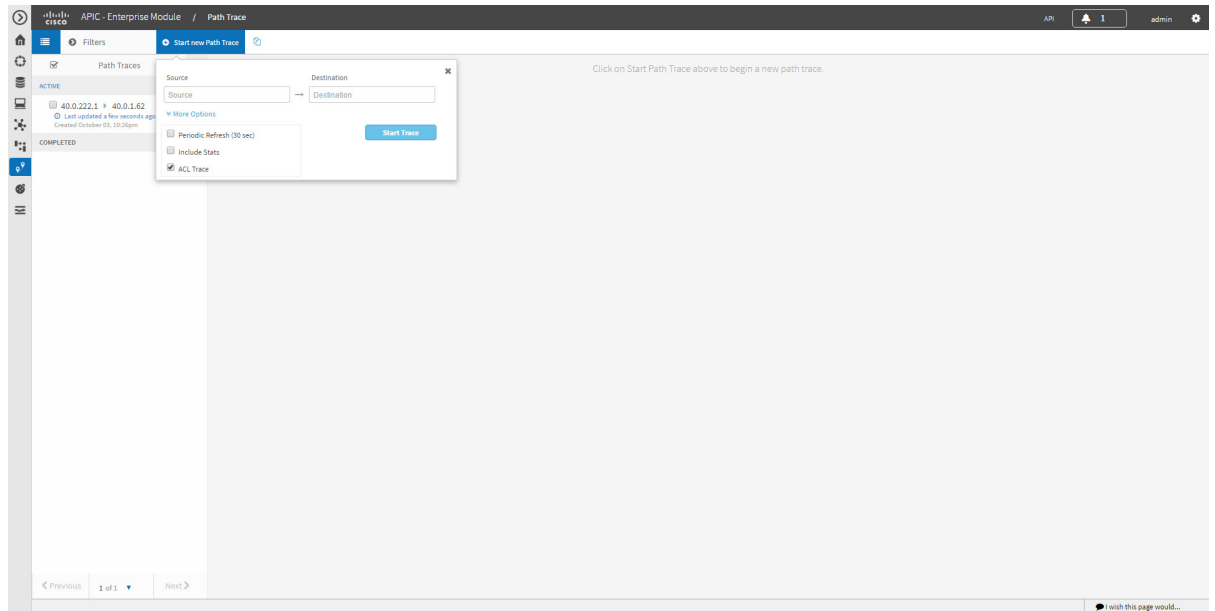 CISCO APIC - Enterprise Module / Path Trace
API 1 admin
Filters Start new Path Trace
Path Traces
ACTIVE
40.0.222.1 40.0.1.62
Last updated a few seconds ago
Created October 03, 10:26pm
COMPLETED
Source Destination
Source → Destination
More Options
Periodic Refresh (30 sec)
Include Stats
ACL Trace
Start Trace
Click on Start Path Trace above to begin a new path trace.
Previous 1 of 1 Next
I wish this page would...